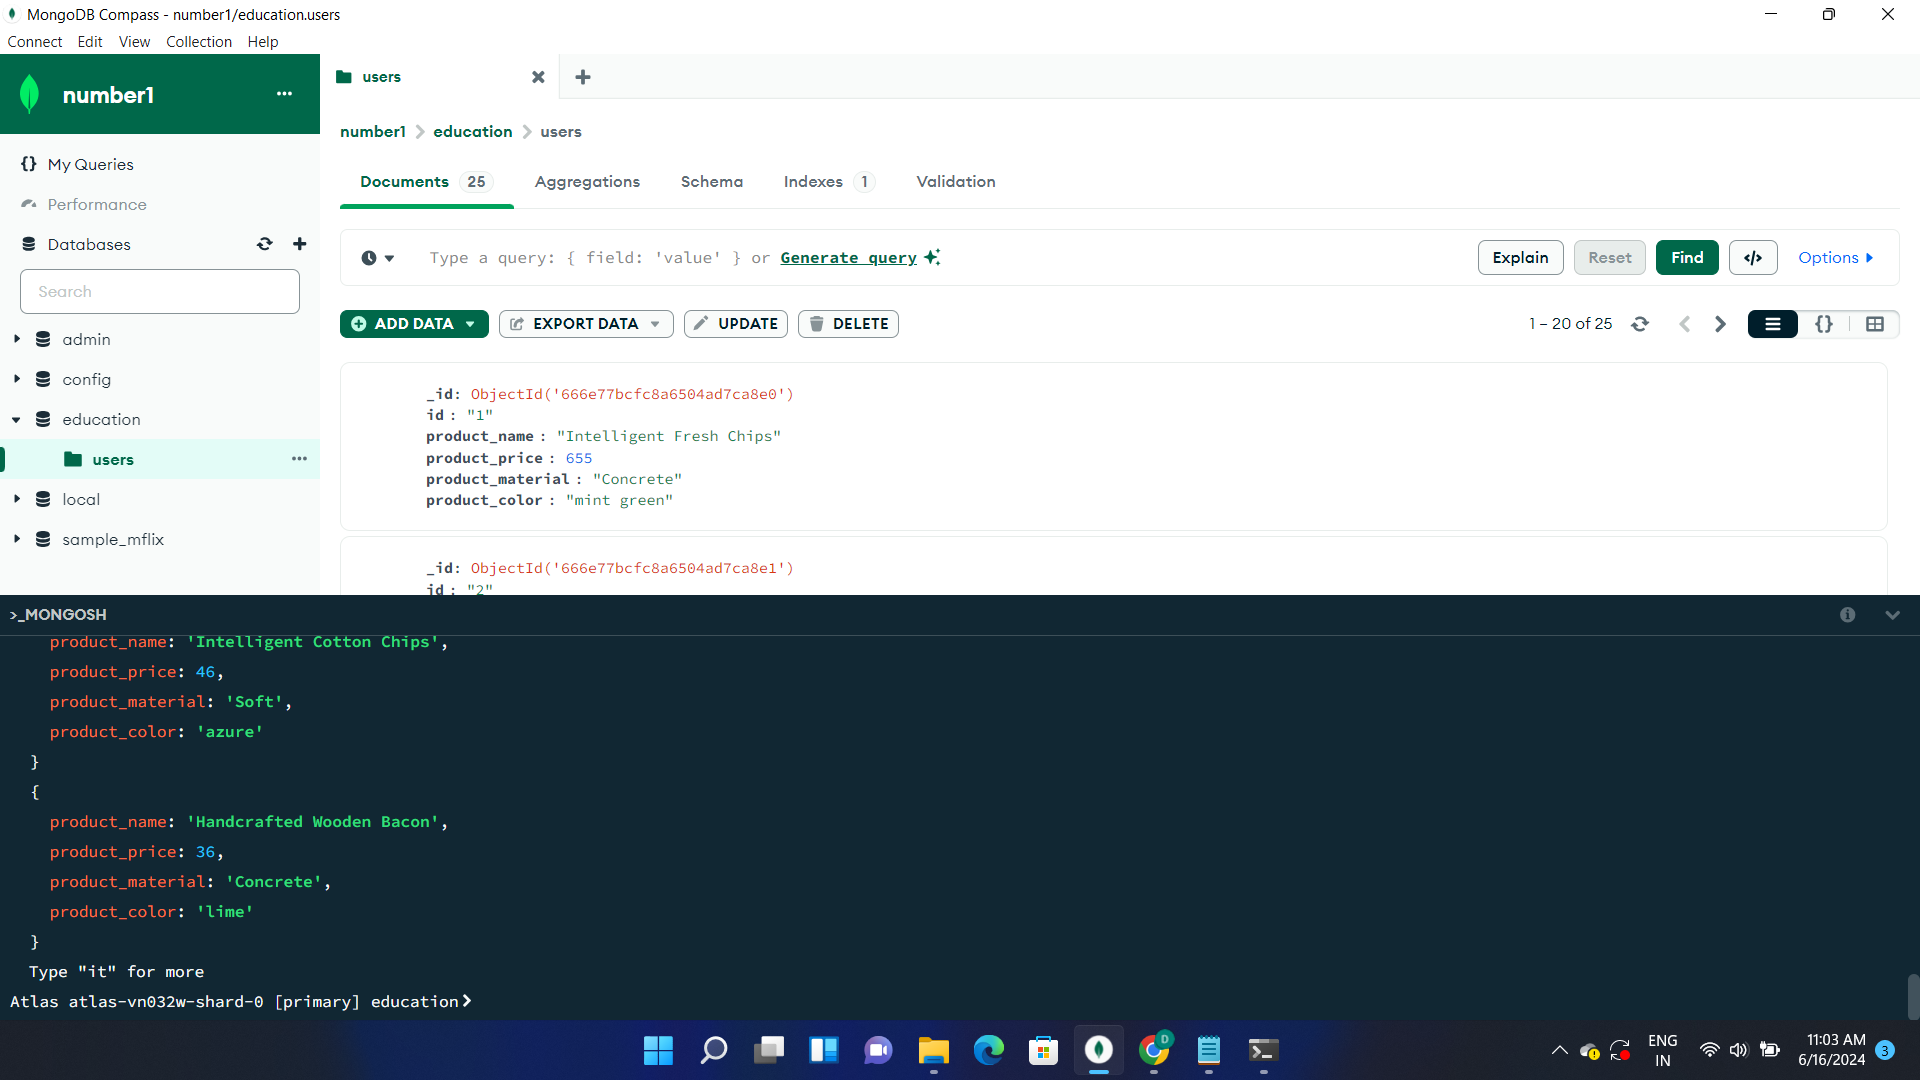 MongoDB Compass - number1/education.users
Connect Edit View Collection Help
number1
users
number1 education users
My Queries
Documents 25 Aggregations Schema Indexes 1 Validation
Performance
Databases
Type a query: { field: 'value' } or Generate query
Explain Reset Find </> Options
Search
ADD DATA EXPORT DATA UPDATE DELETE
1 – 20 of 25
admin
config
education
users
local
sample_mflix
_id: ObjectId('666e77bcfc8a6504ad7ca8e0')
id : "1"
product_name : "Intelligent Fresh Chips"
product_price : 655
product_material : "Concrete"
product_color : "mint green"
_id: ObjectId('666e77bcfc8a6504ad7ca8e1')
id : "2"
>_MONGOSH
product_name: 'Intelligent Cotton Chips',
product_price: 46,
product_material: 'Soft',
product_color: 'azure'
}
{
product_name: 'Handcrafted Wooden Bacon',
product_price: 36,
product_material: 'Concrete',
product_color: 'lime'
}
Type "it" for more
Atlas atlas-vn032w-shard-0 [primary] education>
D
ENG
IN
11:03 AM
6/16/2024
3